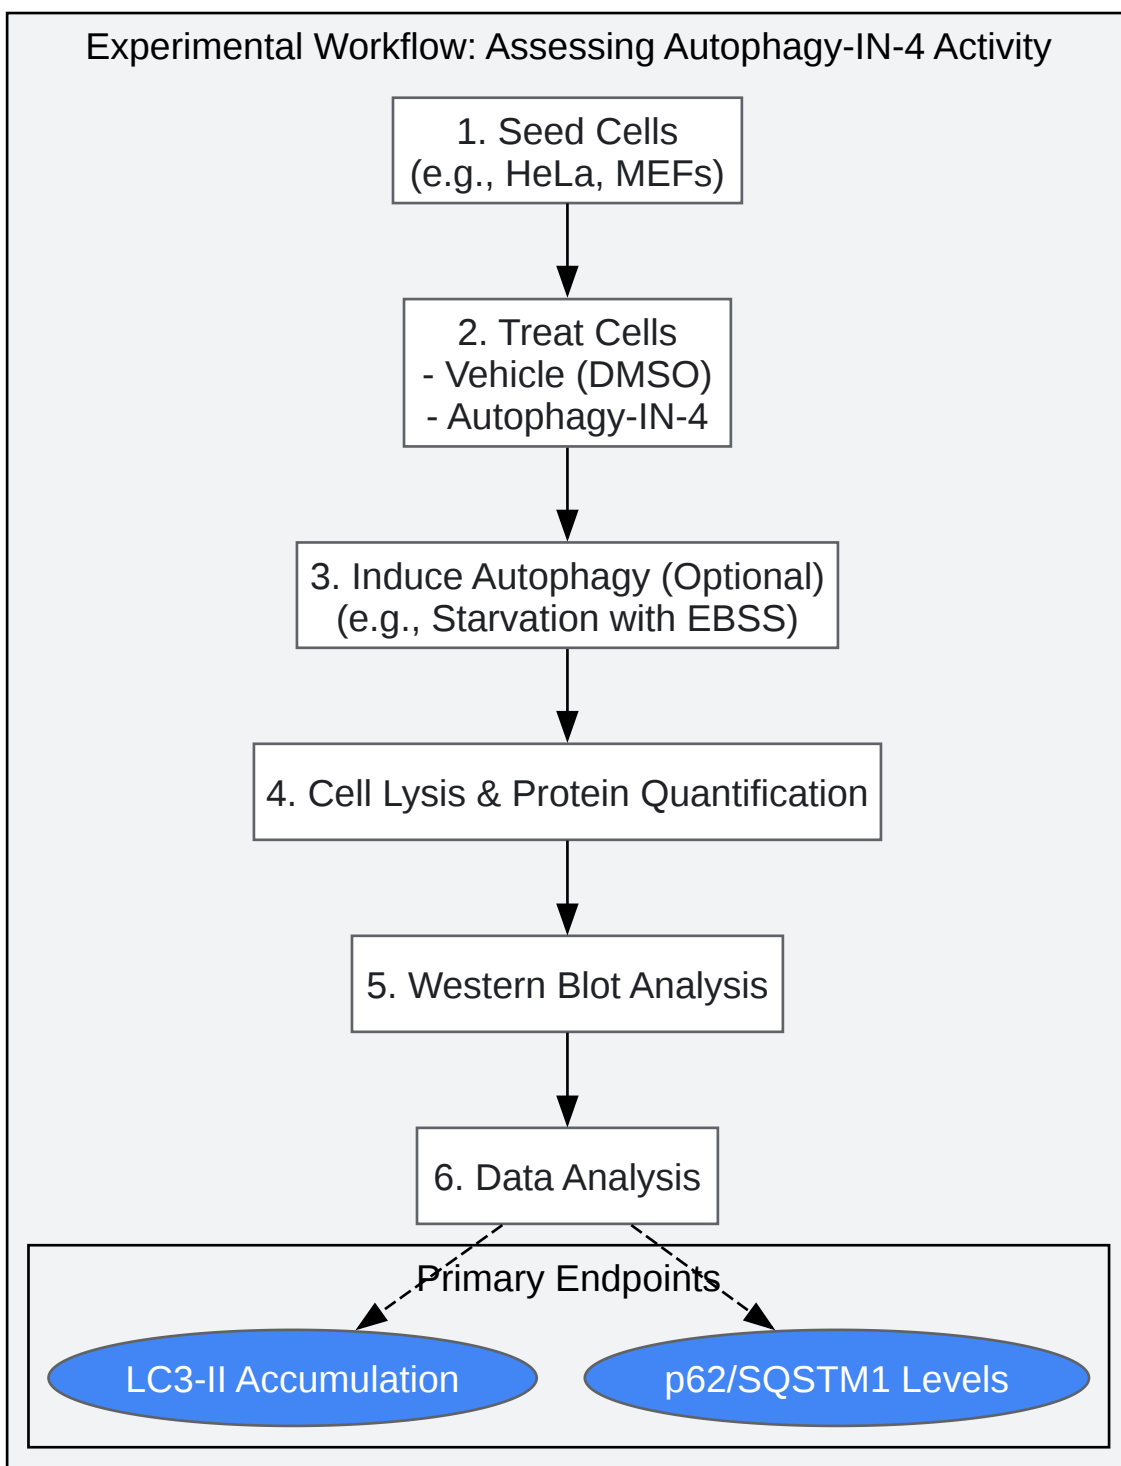 Experimental Workflow: Assessing Autophagy-IN-4 Activity
1. Seed Cells
(e.g., HeLa, MEFs)
2. Treat Cells
- Vehicle (DMSO)
- Autophagy-IN-4
3. Induce Autophagy (Optional)
(e.g., Starvation with EBSS)
4. Cell Lysis & Protein Quantification
5. Western Blot Analysis
6. Data Analysis
Primary Endpoints
LC3-II Accumulation
p62/SQSTM1 Levels